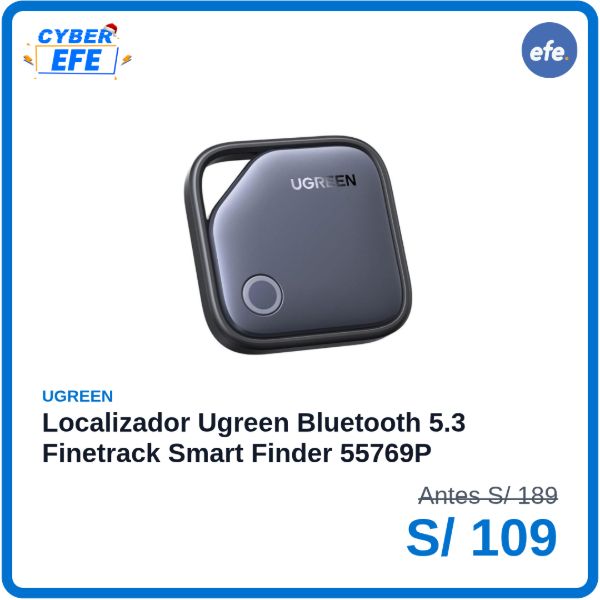 CYBER
EFE
efe.
UGREEN
UGREEN
Localizador Ugreen Bluetooth 5.3
Finetrack Smart Finder 55769P
Antes S/ 189
S/ 109